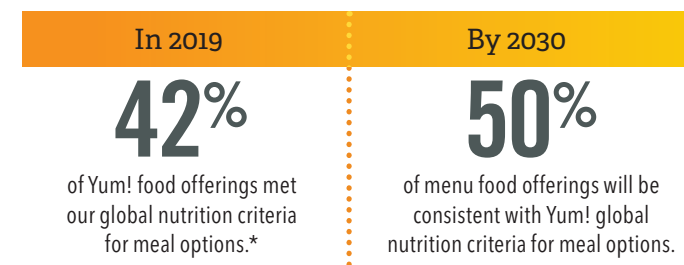 In 2019
42%
of Yum! food offerings met
our global nutrition criteria
for meal options.*
By 2030
50%
of menu food offerings will be
consistent with Yum! global
nutrition criteria for meal options.